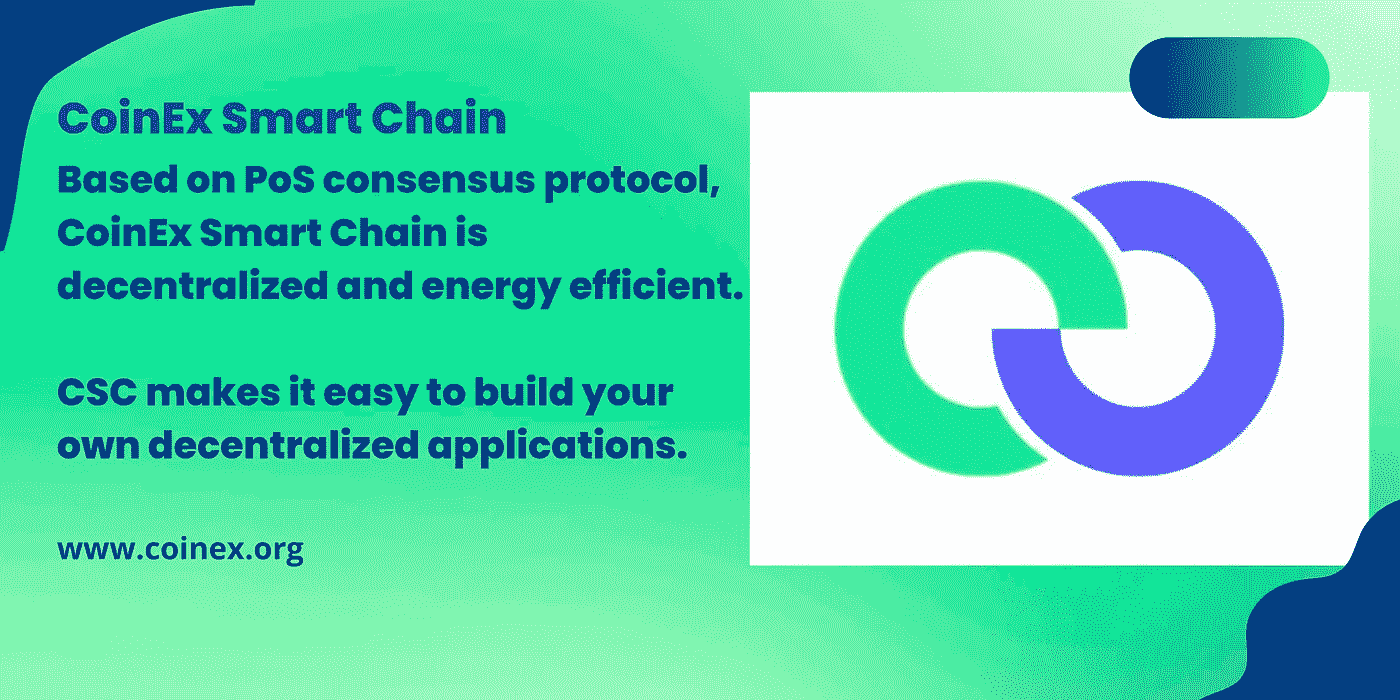 CoinEx Smart Chain
Based on PoS consensus protocol,
CoinEx Smart Chain is
decentralized and energy efficient.
CSC makes it easy to build your
own decentralized applications.
www.coinex.org